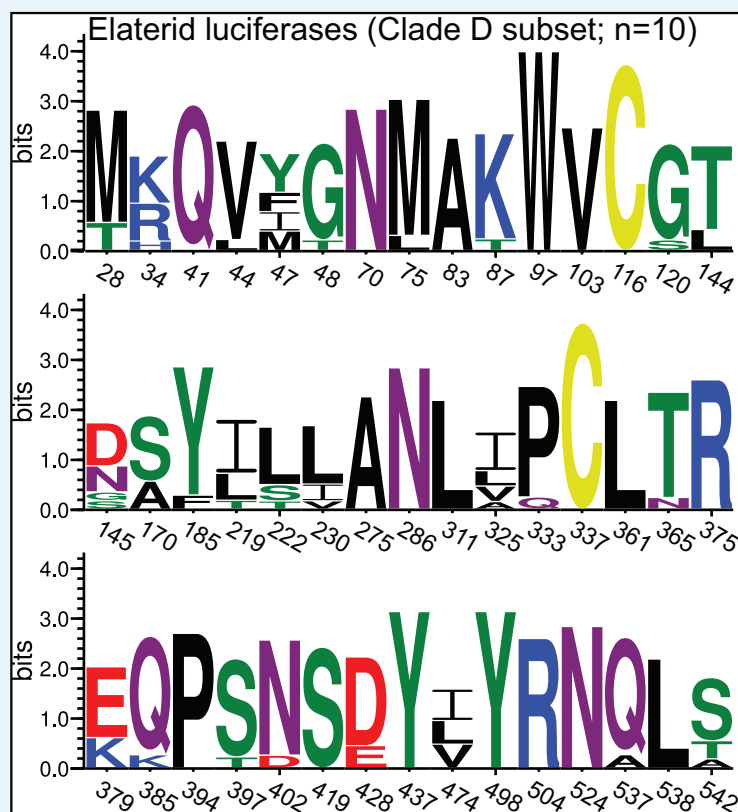 Elaterid luciferases (Clade D subset; n=10)
bits
4.0
3.0
2.0
1.0
0.0
M T
K R H
Q
V L
Y F I M
G T
N
M L
A
K T
W
V
C
G S
T L
28 34 41 44 47 48 70 75 83 87 97 103 116 120 144
bits
4.0
3.0
2.0
1.0
0.0
D N G S
S A
Y F
I L T
L S T
L I V
A
N
L
I L V A
P Q
C
L
T N
R
145 170 185 219 222 230 275 286 311 325 333 337 361 365 375
bits
4.0
3.0
2.0
1.0
0.0
E K
Q K
P
S T
N D
S
D E
Y
I L V
Y
R
N
Q A
L
S T A
379 385 394 397 402 419 428 437 474 498 504 524 537 538 542